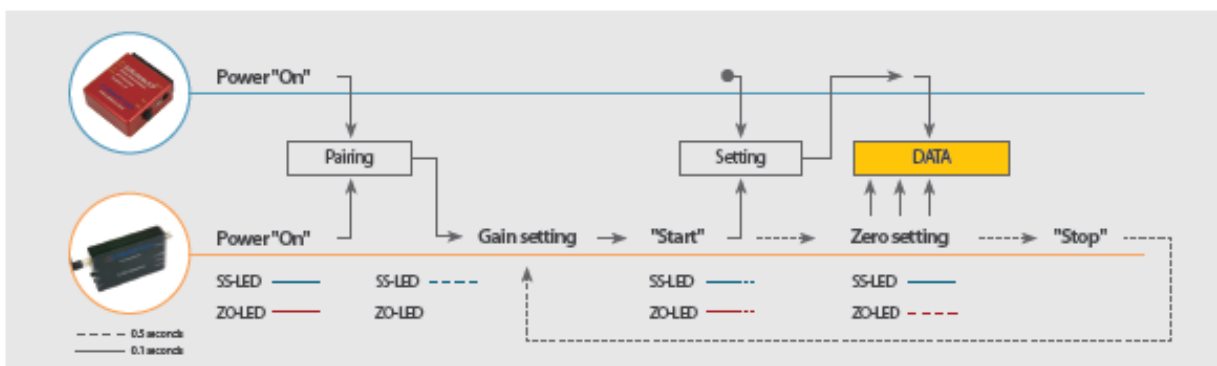 Power "On"
Pairing
Setting
DATA
Power "On"
Gain setting
"Start"
Zero setting
"Stop"
SS-LED
SS-LED
SS-LED
SS-LED
ZO-LED
ZO-LED
ZO-LED
ZO-LED
0.5 seconds
0.1 seconds